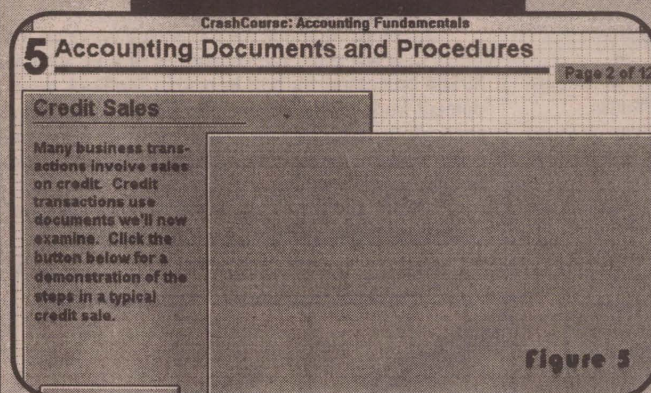 CrashCourse: Accounting Fundamentals
5 Accounting Documents and Procedures
Page 2 of 12
Credit Sales
Many business trans-
actions involve sales
on credit. Credit
transactions use
documents we'll now
examine. Click the
button below for a
demonstration of the
steps in a typical
credit sale.
Figure 5